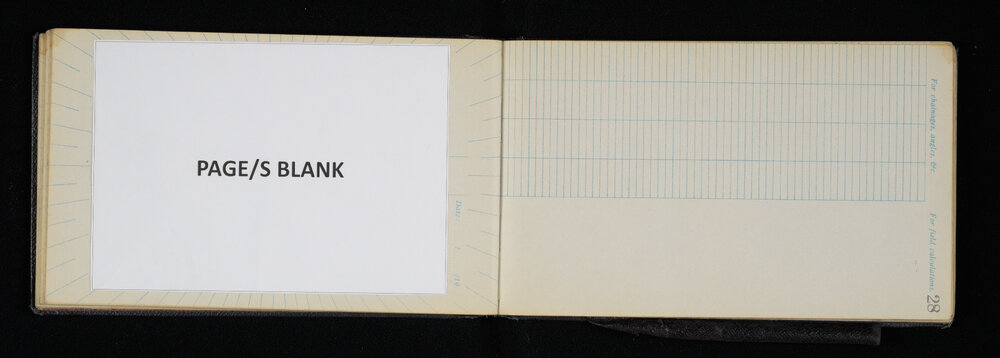 PAGE/S BLANK
Date: / /19
For chainages, angles, &c.
For field calculations.
28